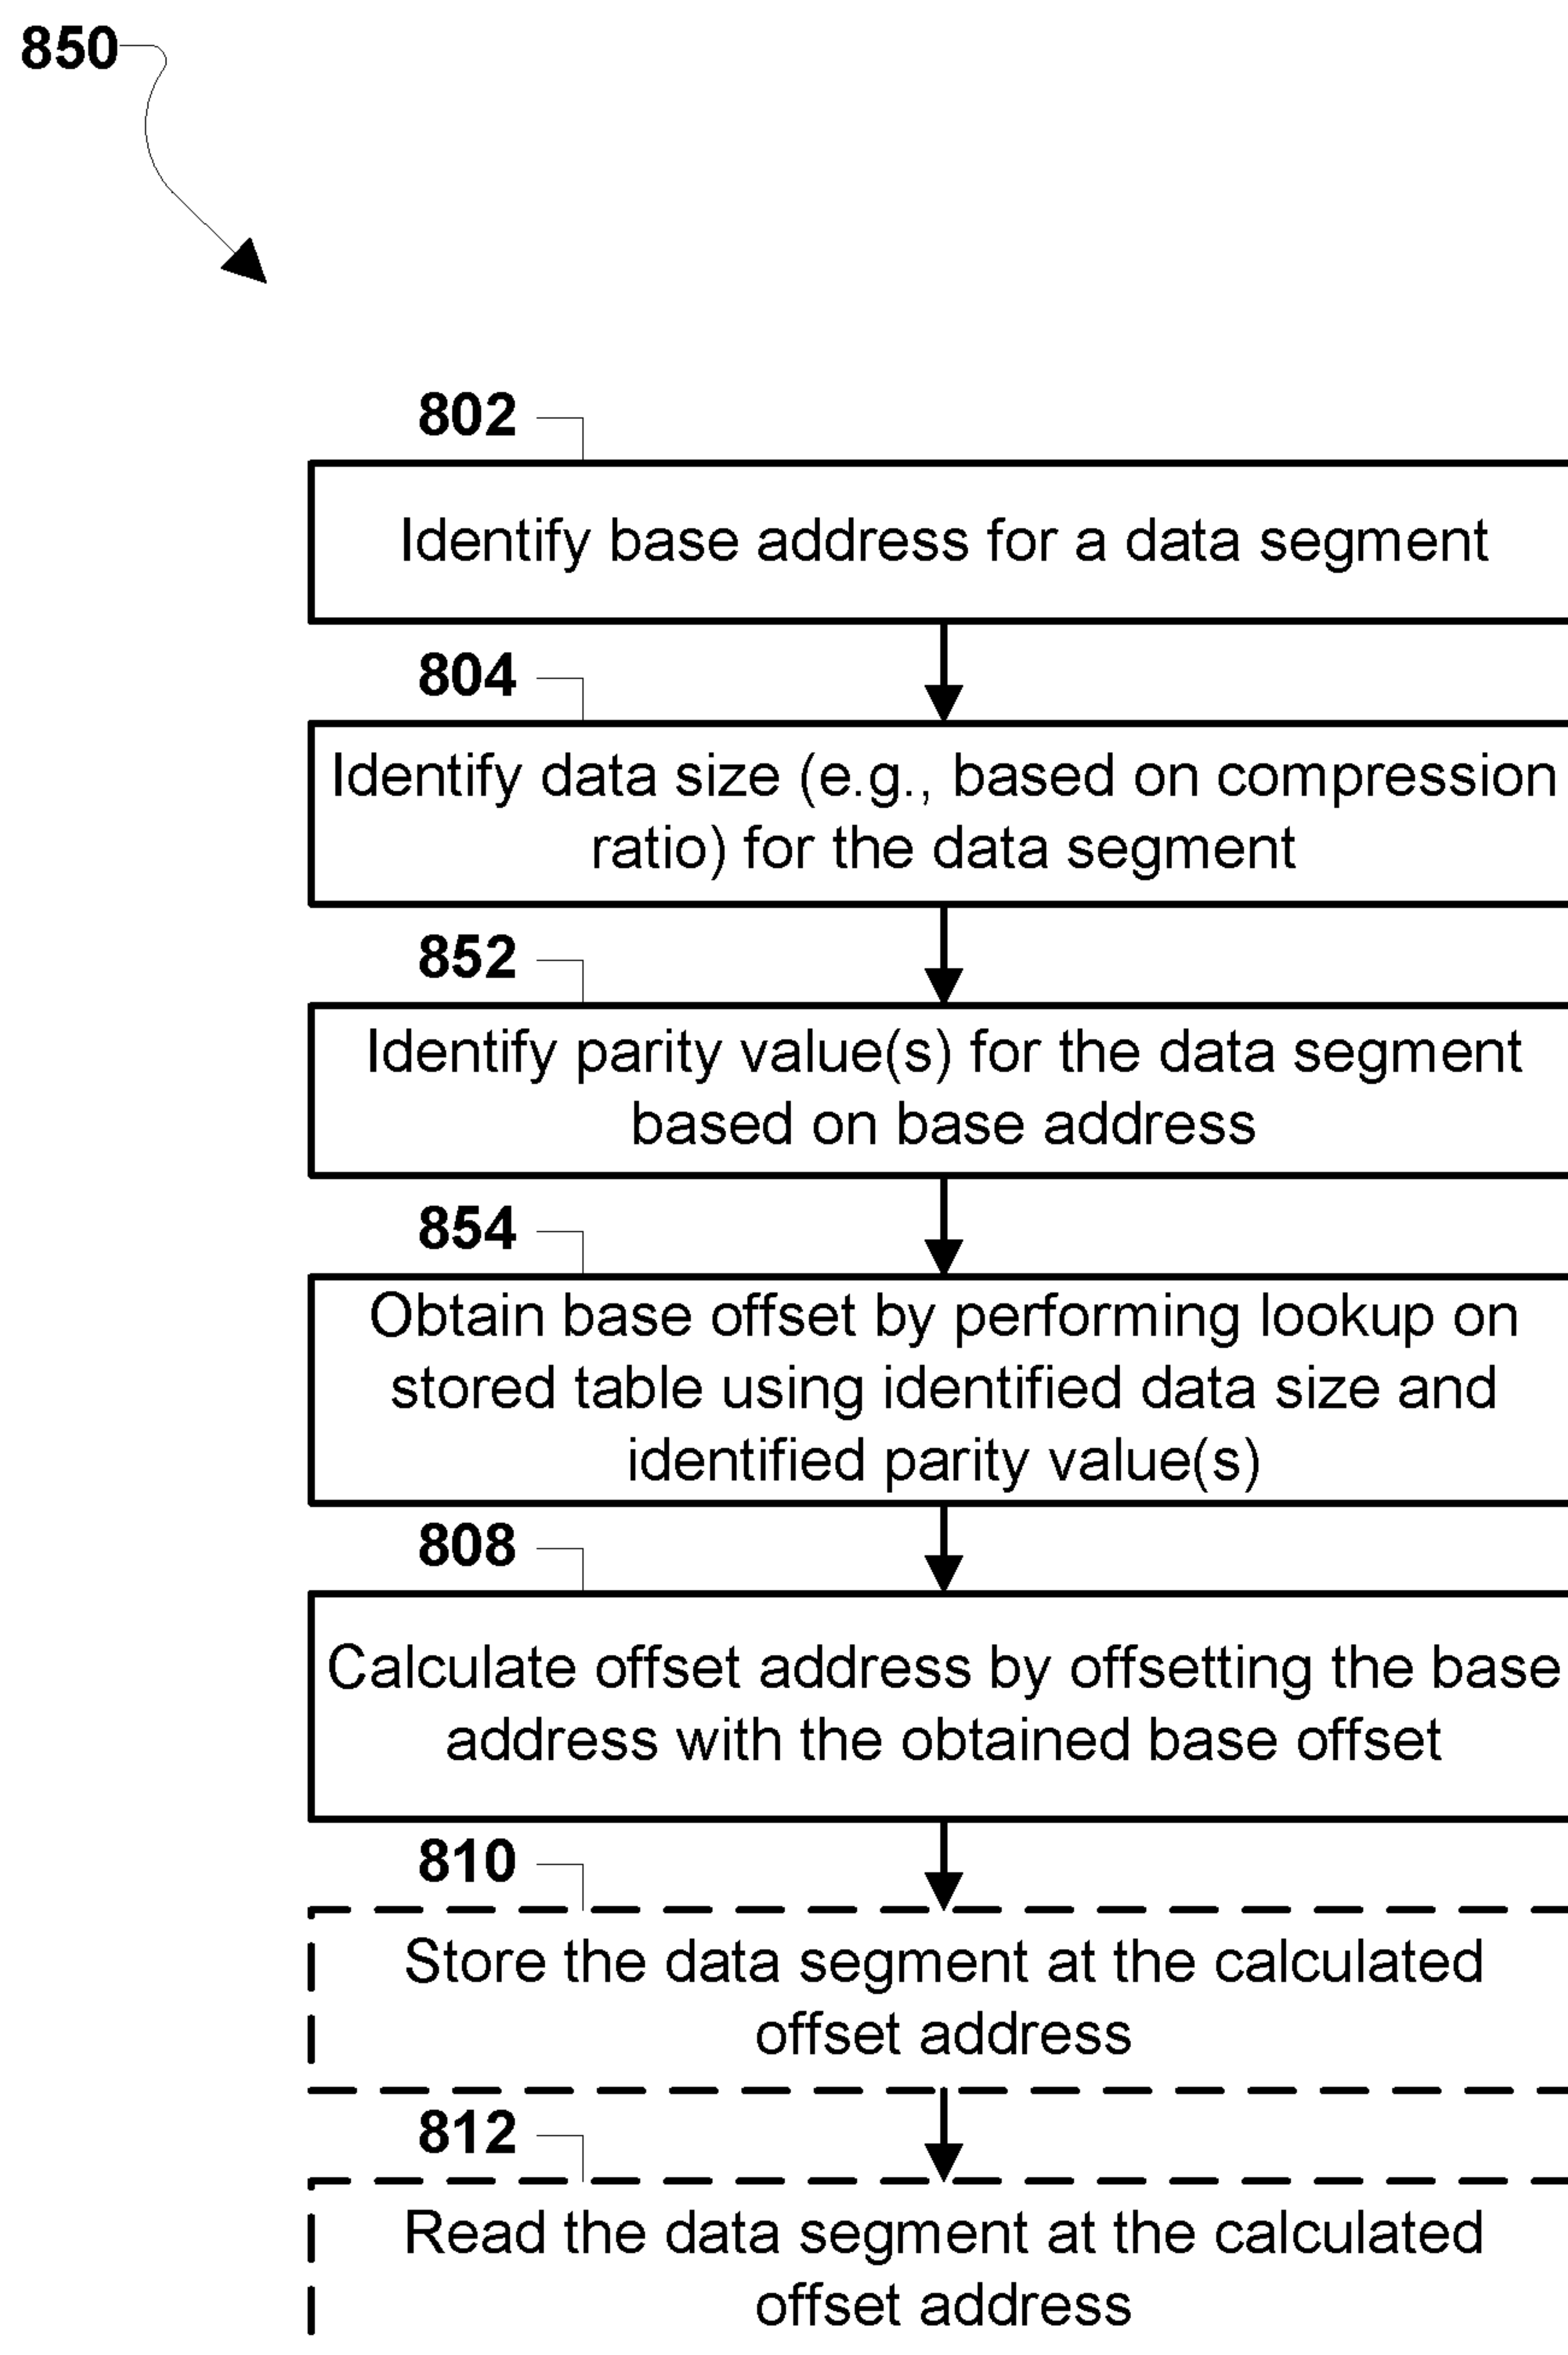 850
802
Identify base address for a data segment
804
Identify data size (e.g., based on compression
ratio) for the data segment
852
Identify parity value(s) for the data segment
based on base address
854
Obtain base offset by performing lookup on
stored table using identified data size and
identified parity value(s)
808
Calculate offset address by offsetting the base
address with the obtained base offset
810
Store the data segment at the calculated
offset address
812
Read the data segment at the calculated
offset address